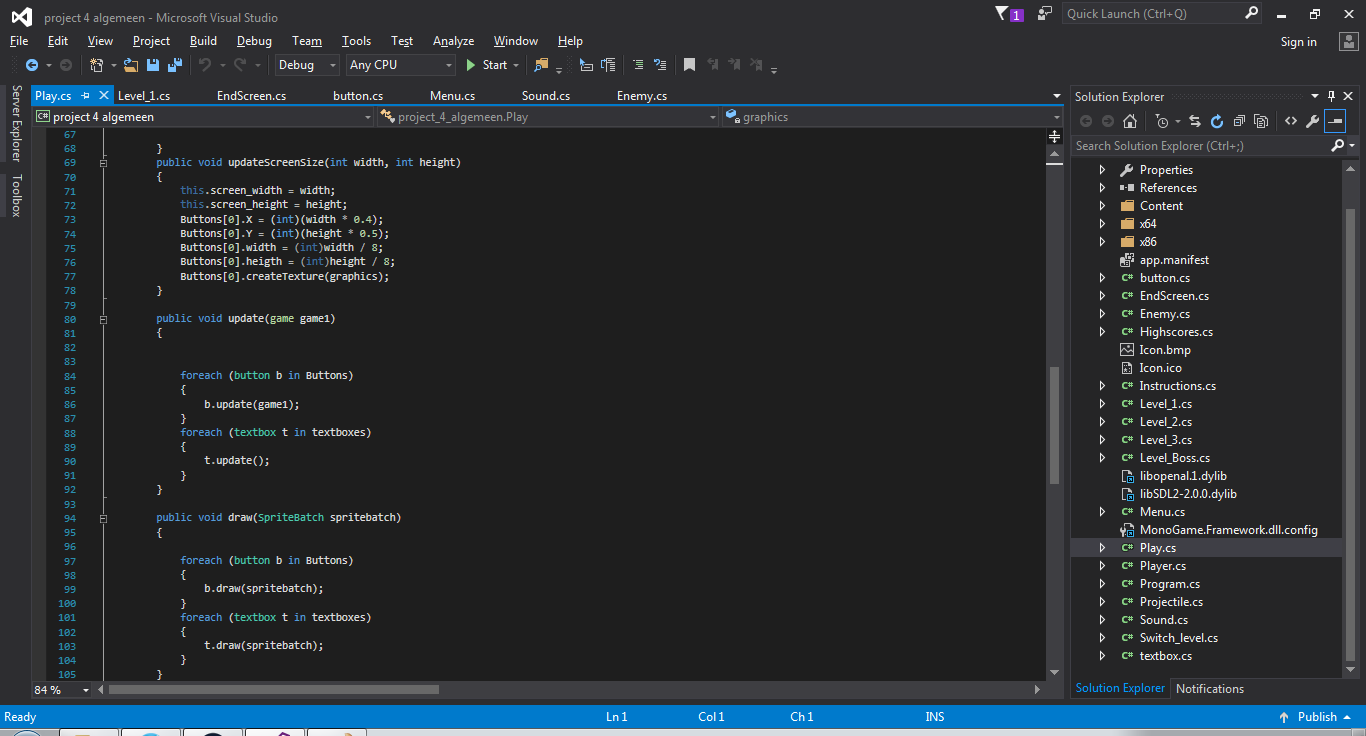 project 4 algemeen - Microsoft Visual Studio
1
Quick Launch (Ctrl+Q)
File Edit View Project Build Debug Team Tools Test Analyze Window Help
Sign in
Debug Any CPU Start
Server Explorer
Toolbox
Play.cs Level_1.cs EndScreen.cs button.cs Menu.cs Sound.cs Enemy.cs
C# project 4 algemeen project_4_algemeen.Play graphics
67
68 }
69 public void updateScreenSize(int width, int height)
70 {
71 this.screen_width = width;
72 this.screen_height = height;
73 Buttons[0].X = (int)(width * 0.4);
74 Buttons[0].Y = (int)(height * 0.5);
75 Buttons[0].width = (int)width / 8;
76 Buttons[0].heigth = (int)height / 8;
77 Buttons[0].createTexture(graphics);
78 }
79
80 public void update(game game1)
81 {
82
83
84 foreach (button b in Buttons)
85 {
86 b.update(game1);
87 }
88 foreach (textbox t in textboxes)
89 {
90 t.update();
91 }
92 }
93
94 public void draw(SpriteBatch spritebatch)
95 {
96
97 foreach (button b in Buttons)
98 {
99 b.draw(spritebatch);
100 }
101 foreach (textbox t in textboxes)
102 {
103 t.draw(spritebatch);
104 }
105 }
84 %
Solution Explorer
Search Solution Explorer (Ctrl+;)
Properties
References
Content
x64
x86
app.manifest
C# button.cs
C# EndScreen.cs
C# Enemy.cs
C# Highscores.cs
Icon.bmp
Icon.ico
C# Instructions.cs
C# Level_1.cs
C# Level_2.cs
C# Level_3.cs
C# Level_Boss.cs
libopenal.1.dylib
libSDL2-2.0.0.dylib
C# Menu.cs
MonoGame.Framework.dll.config
C# Play.cs
C# Player.cs
C# Program.cs
C# Projectile.cs
C# Sound.cs
C# Switch_level.cs
C# textbox.cs
Solution Explorer Notifications
Ready Ln 1 Col 1 Ch 1 INS Publish